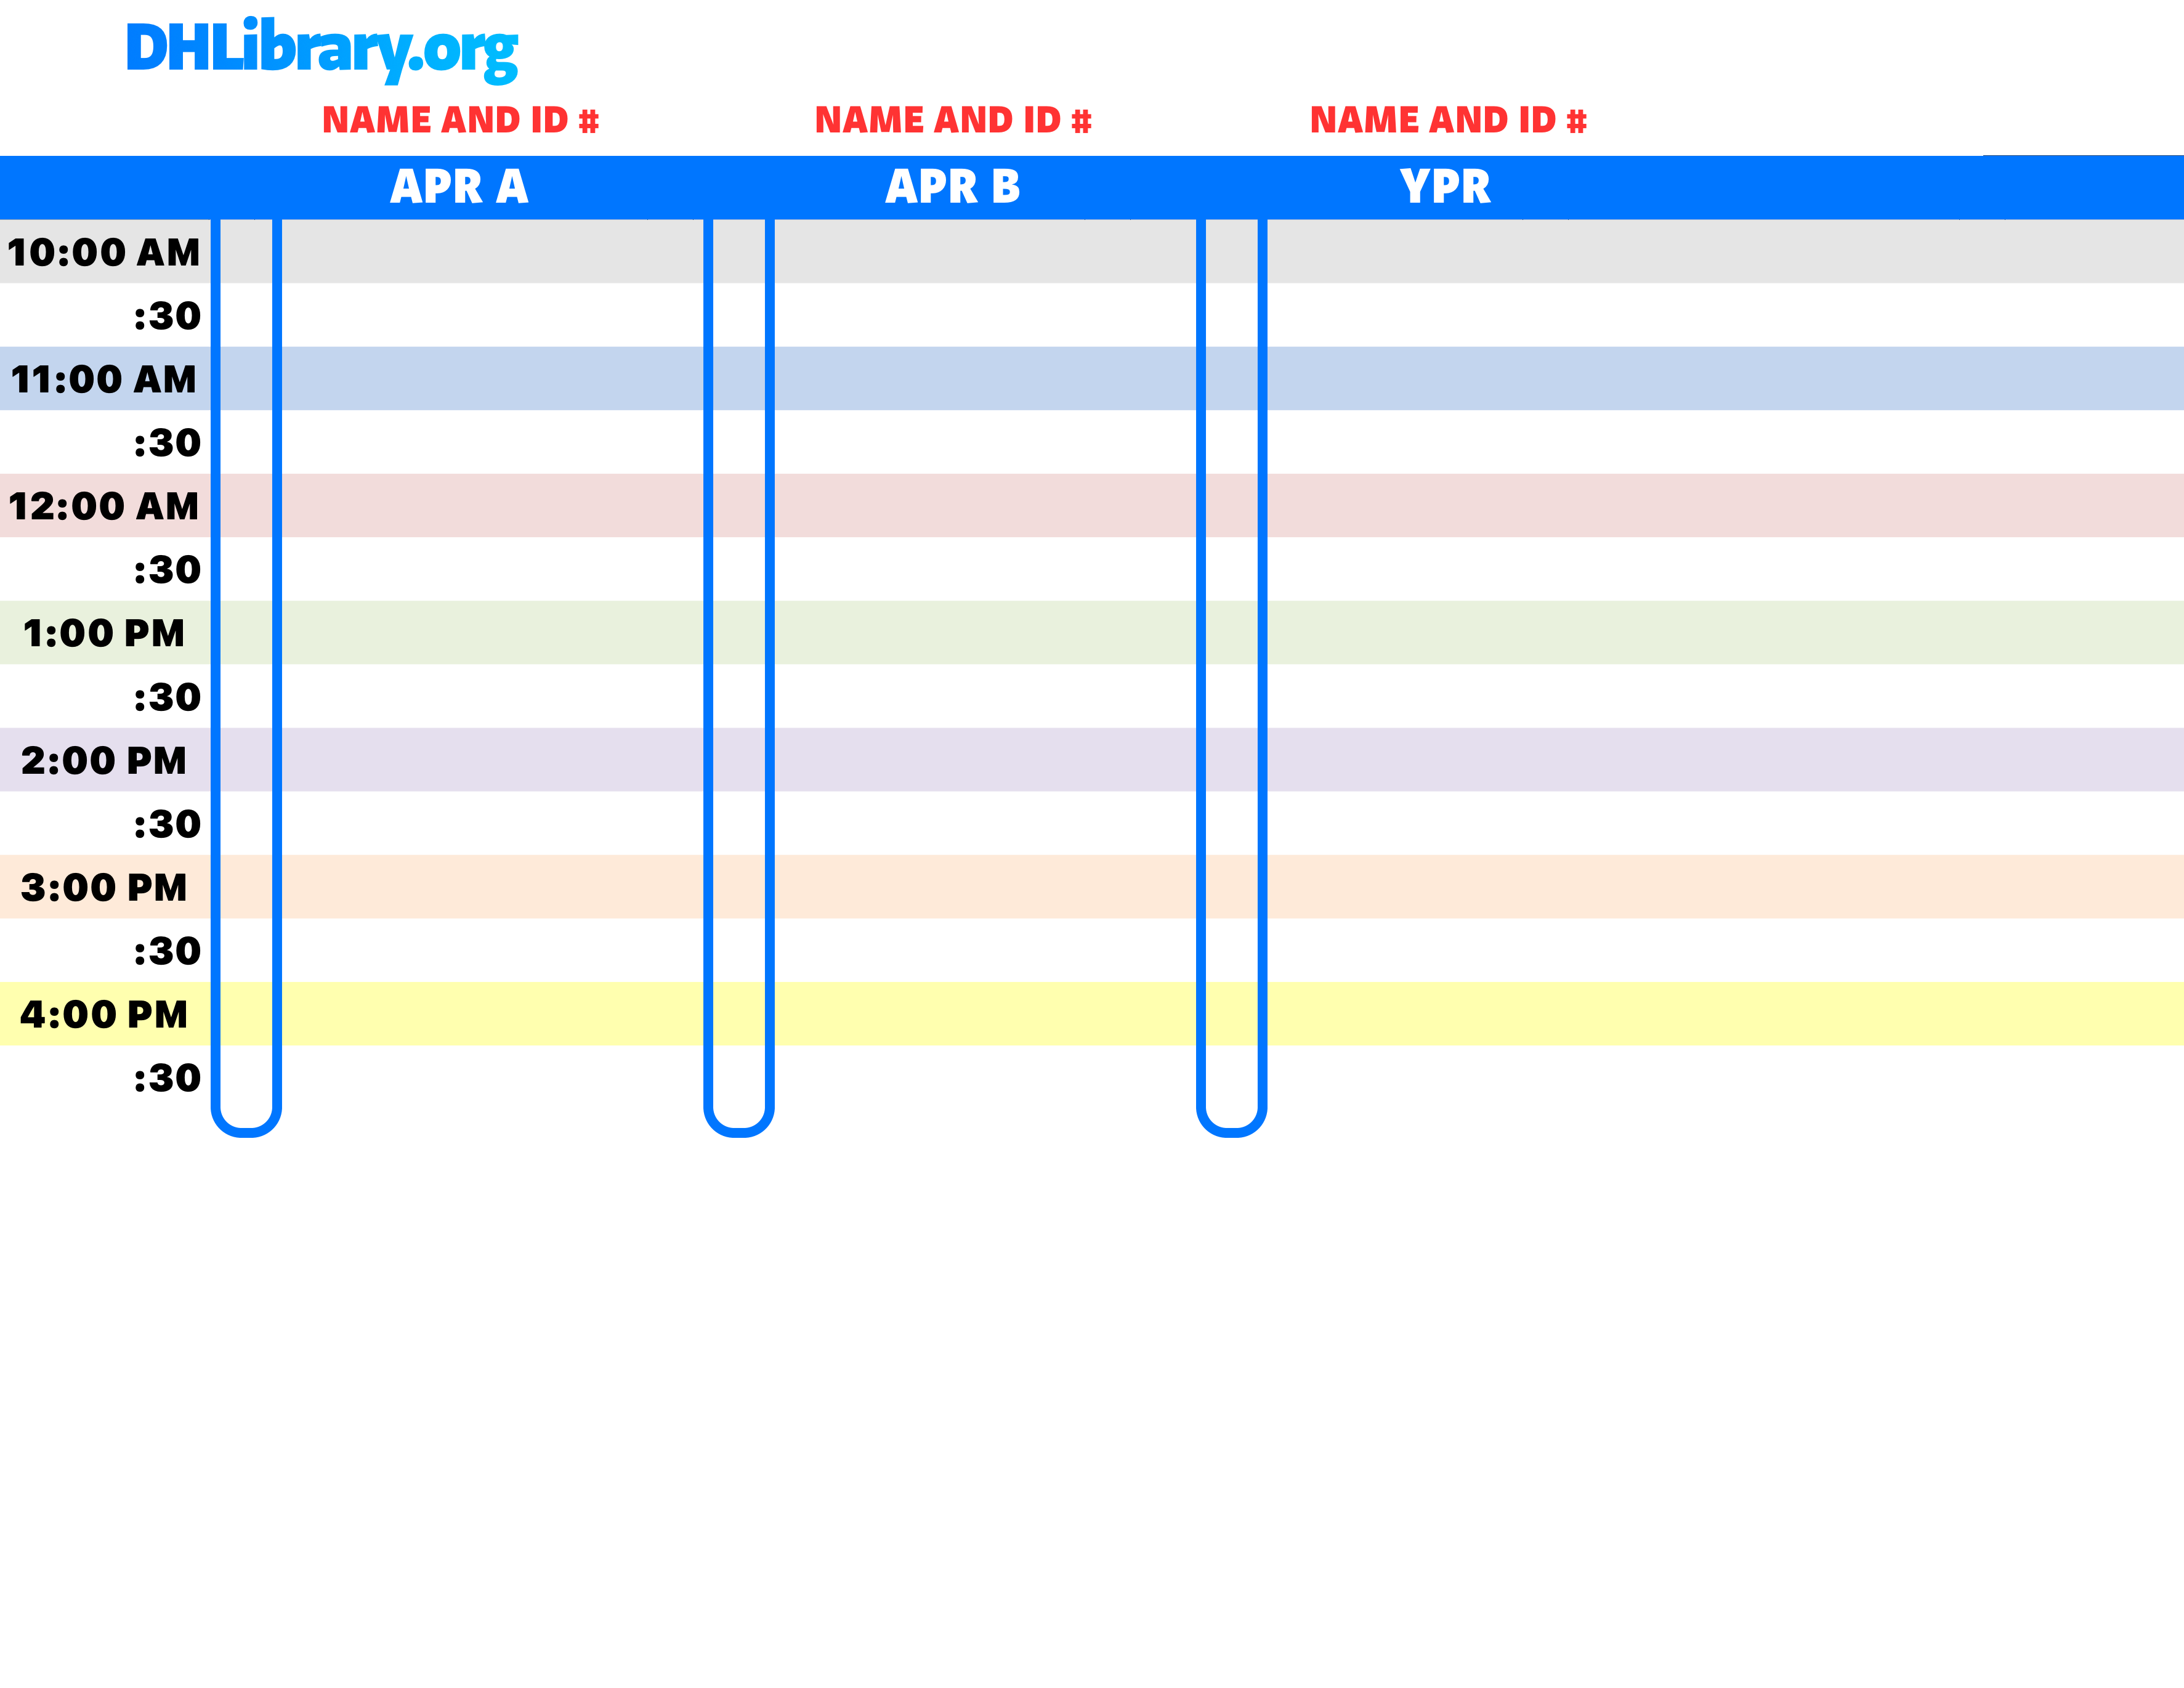 DHLibrary.org
NAME AND ID # NAME AND ID # NAME AND ID #
APR A APR B YPR
10:00 AM
:30
11:00 AM
:30
12:00 AM
:30
1:00 PM
:30
2:00 PM
:30
3:00 PM
:30
4:00 PM
:30